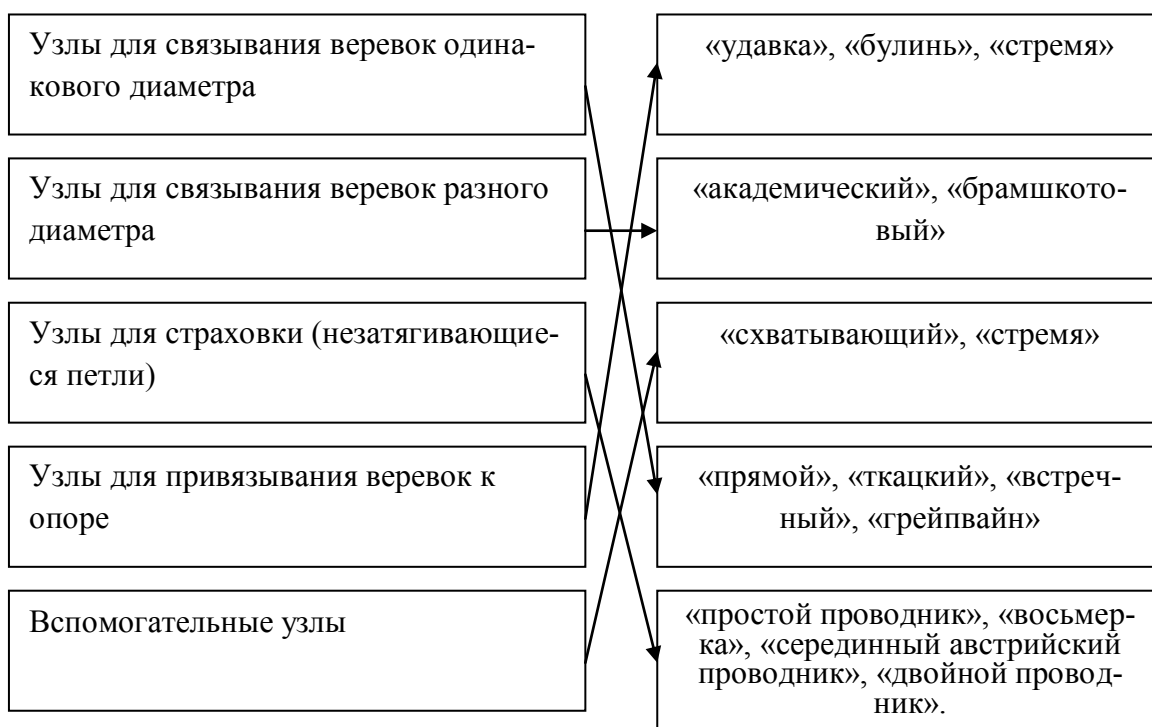 Узлы для связывания веревок одина-
кового диаметра
«удавка», «булинь», «стремя»
Узлы для связывания веревок разного
диаметра
«академический», «брамшкото-
вый»
Узлы для страховки (незатягивающие-
ся петли)
«схватывающий», «стремя»
Узлы для привязывания веревок к
опоре
«прямой», «ткацкий», «встреч-
ный», «грейпвайн»
Вспомогательные узлы
«простой проводник», «восьмер-
ка», «серединный австрийский
проводник», «двойной провод-
ник».